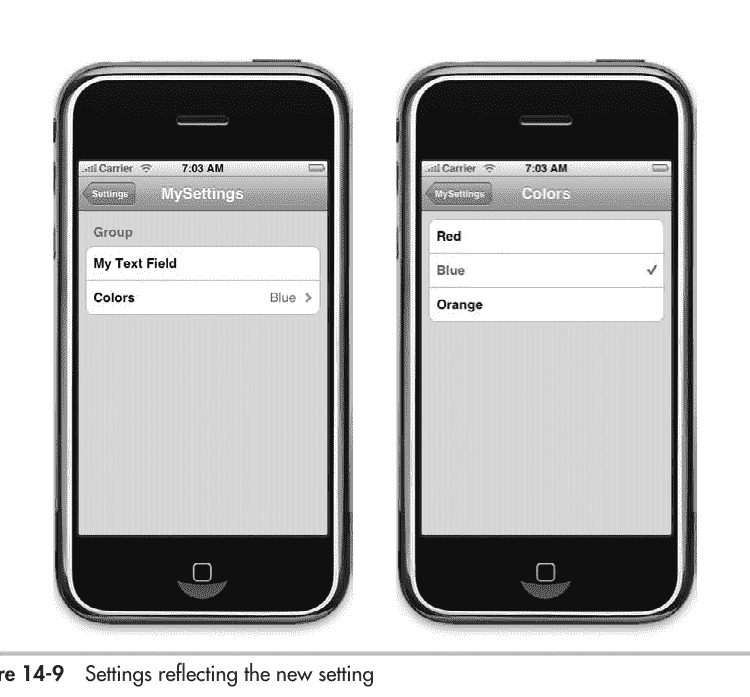 Carrier 7:03 AM
Settings MySettings
Group
My Text Field
Colors Blue
Carrier 7:03 AM
MySettings Colors
Red
Blue
Orange
re 14-9 Settings reflecting the new setting